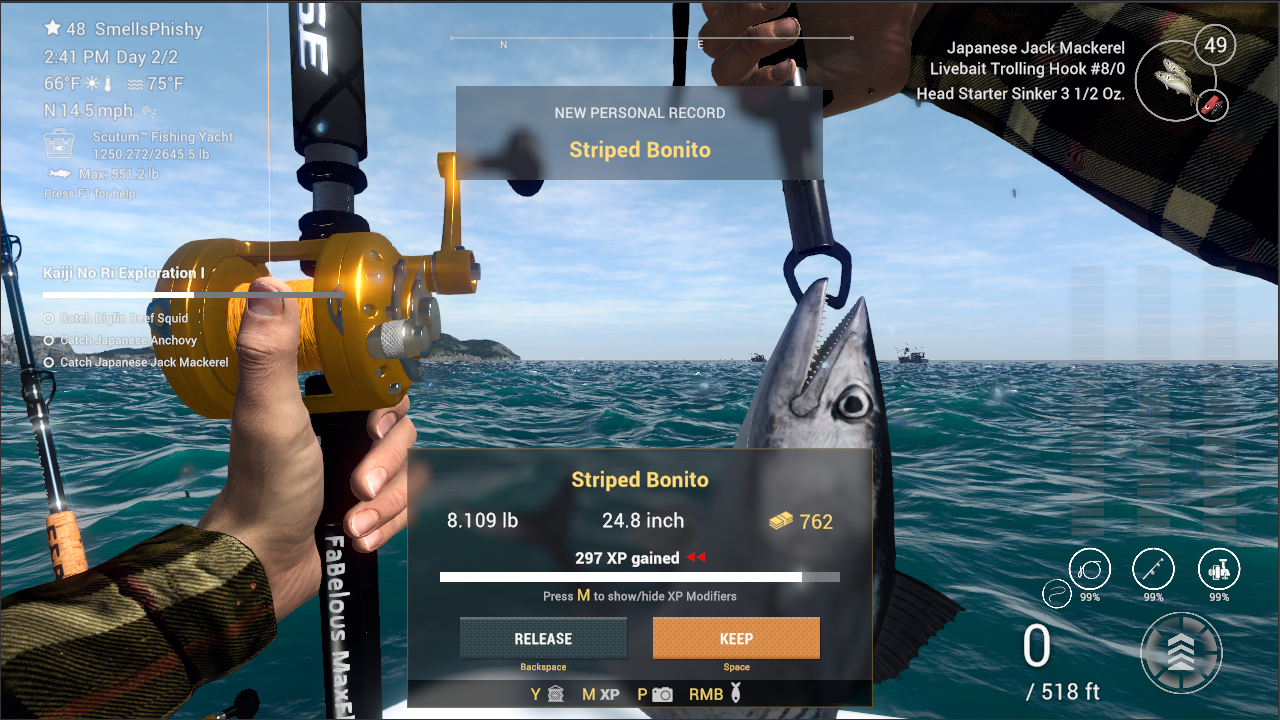 48 SmellsPhishy
2:41 PM Day 2/2
66°F 75°F
N 14.5 mph
Scutum™ Fishing Yacht
1250.272/2645.5 lb
Max: 551.2 lb
Press F1 for help
Kaiji No Ri Exploration I
Catch Bigfin Reef Squid
Catch Japanese Anchovy
Catch Japanese Jack Mackerel
SE
FaBelous MaxF
N E
NEW PERSONAL RECORD
Striped Bonito
Japanese Jack Mackerel
Livebait Trolling Hook #8/0
Head Starter Sinker 3 1/2 Oz.
49
Striped Bonito
8.109 lb 24.8 inch 762
297 XP gained
Press M to show/hide XP Modifiers
RELEASE KEEP
Backspace Space
Y M XP P RMB
99% 99% 99%
0
/ 518 ft